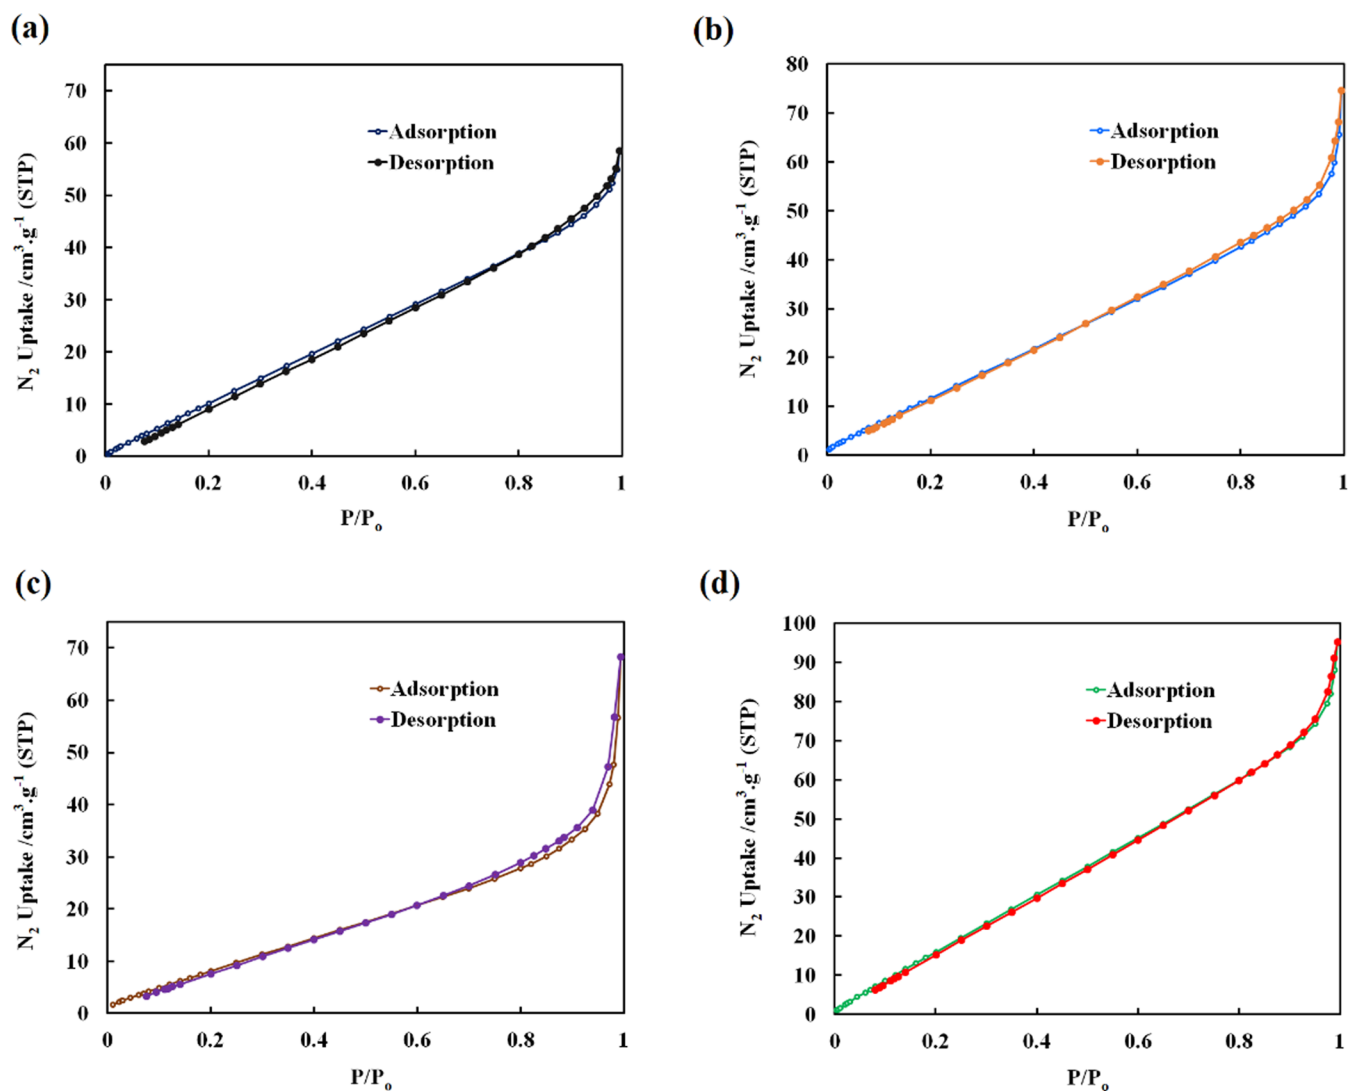 (a)
70
60
50
40
30
20
10
0
N₂ Uptake /cm³.g⁻¹ (STP)
Adsorption
Desorption
0 0.2 0.4 0.6 0.8 1
P/Pₒ
(b)
80
70
60
50
40
30
20
10
0
N₂ Uptake /cm³.g⁻¹ (STP)
Adsorption
Desorption
0 0.2 0.4 0.6 0.8 1
P/Pₒ
(c)
70
60
50
40
30
20
10
0
N₂ Uptake /cm³.g⁻¹ (STP)
Adsorption
Desorption
0 0.2 0.4 0.6 0.8 1
P/Pₒ
(d)
100
90
80
70
60
50
40
30
20
10
0
N₂ Uptake /cm³.g⁻¹ (STP)
Adsorption
Desorption
0 0.2 0.4 0.6 0.8 1
P/Pₒ